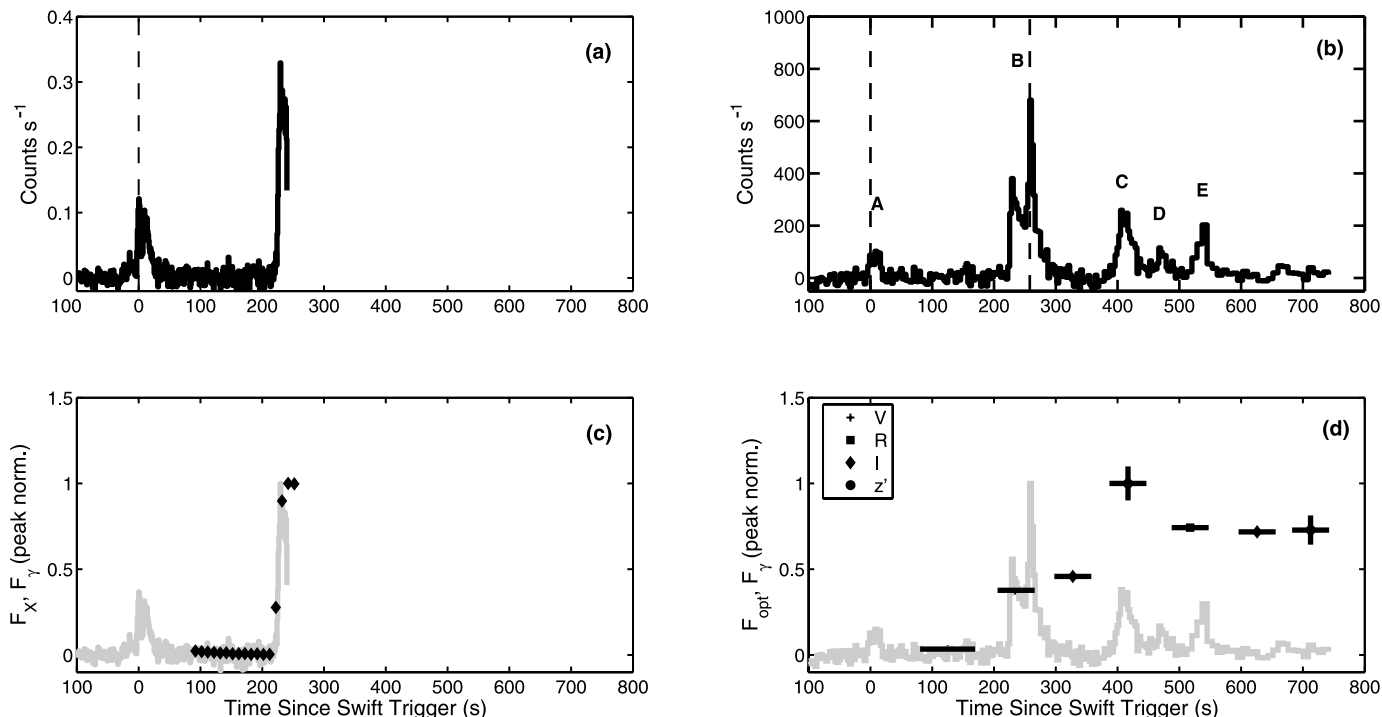 (a)
Counts s⁻¹
0.4
0.3
0.2
0.1
0
100 0 100 200 300 400 500 600 700 800
(b)
Counts s⁻¹
1000
800
600
400
200
0
A
B
C
D
E
100 0 100 200 300 400 500 600 700 800
(c)
F_X, F_γ (peak norm.)
1.5
1
0.5
0
100 0 100 200 300 400 500 600 700 800
Time Since Swift Trigger (s)
(d)
F_opt, F_γ (peak norm.)
1.5
1
0.5
0
V
R
I
z'
100 0 100 200 300 400 500 600 700 800
Time Since Swift Trigger (s)